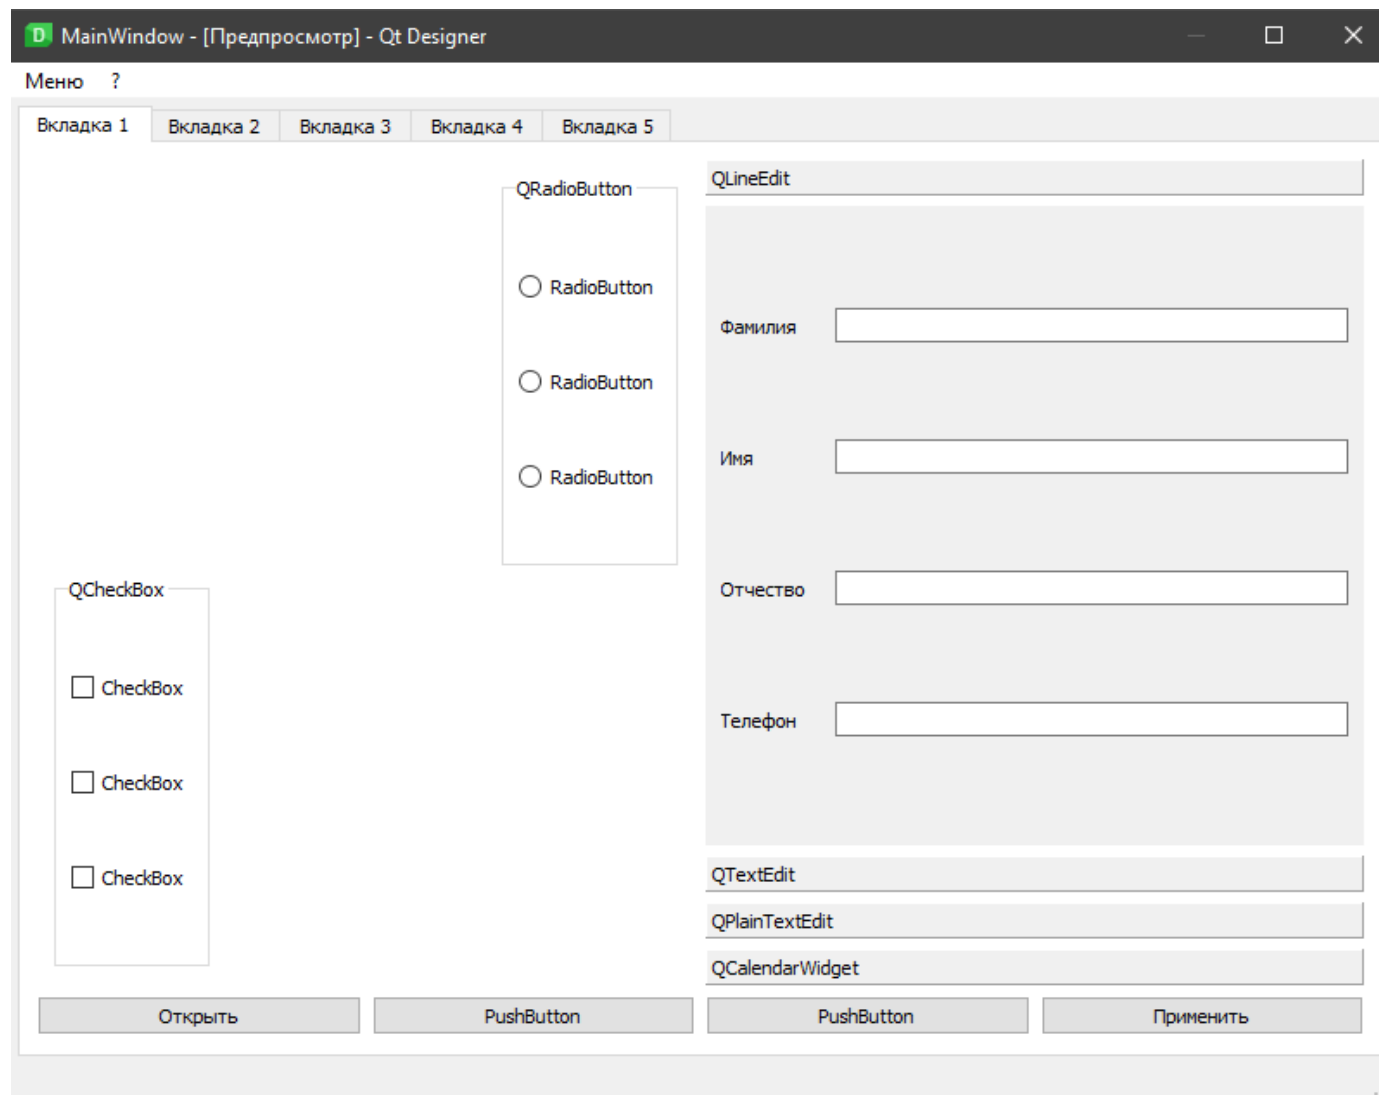 MainWindow - [Предпросмотр] - Qt Designer
Меню ?
Вкладка 1 Вкладка 2 Вкладка 3 Вкладка 4 Вкладка 5
QRadioButton
RadioButton
RadioButton
RadioButton
QCheckBox
CheckBox
CheckBox
CheckBox
QLineEdit
Фамилия
Имя
Отчество
Телефон
QTextEdit
QPlainTextEdit
QCalendarWidget
Открыть PushButton PushButton Применить